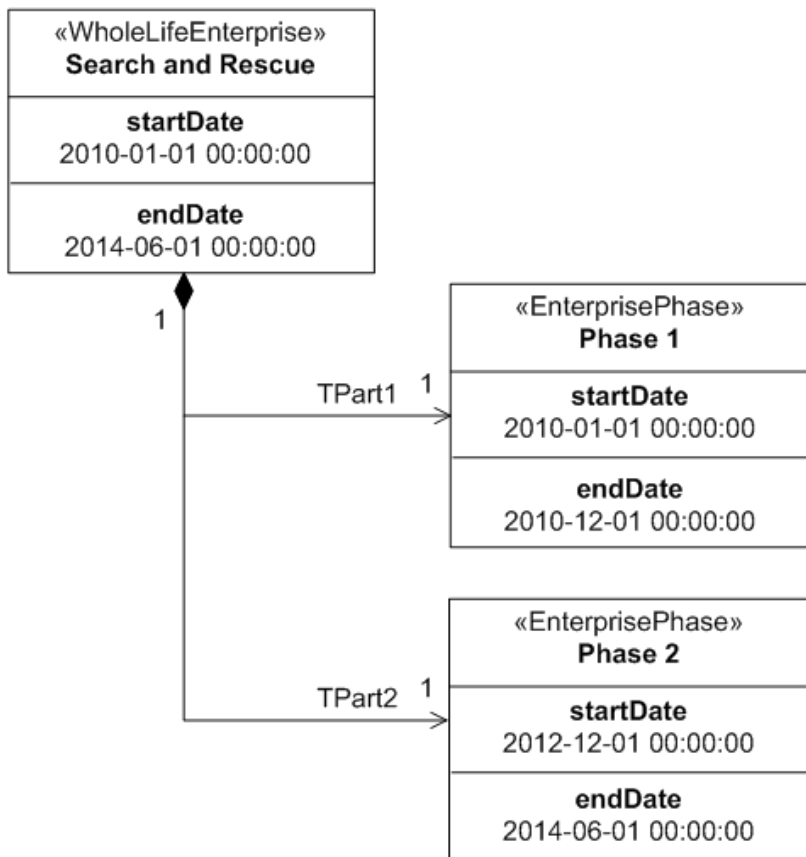 «WholeLifeEnterprise»
Search and Rescue
startDate
2010-01-01 00:00:00
endDate
2014-06-01 00:00:00
1
TPart1
1
«EnterprisePhase»
Phase 1
startDate
2010-01-01 00:00:00
endDate
2010-12-01 00:00:00
TPart2
1
«EnterprisePhase»
Phase 2
startDate
2012-12-01 00:00:00
endDate
2014-06-01 00:00:00